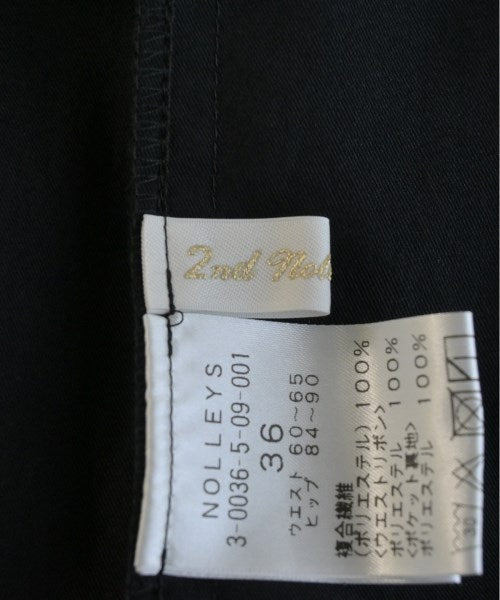 2nd Nol
NOLLEYS
3-0036-5-09-001
36
ウエスト 60～65
ヒップ 84～90
複合繊維
(ポリエステル) 100%
<ウエストリボン>
ポリエステル 100%
<ポケット裏地>
ポリエステル 100%
30